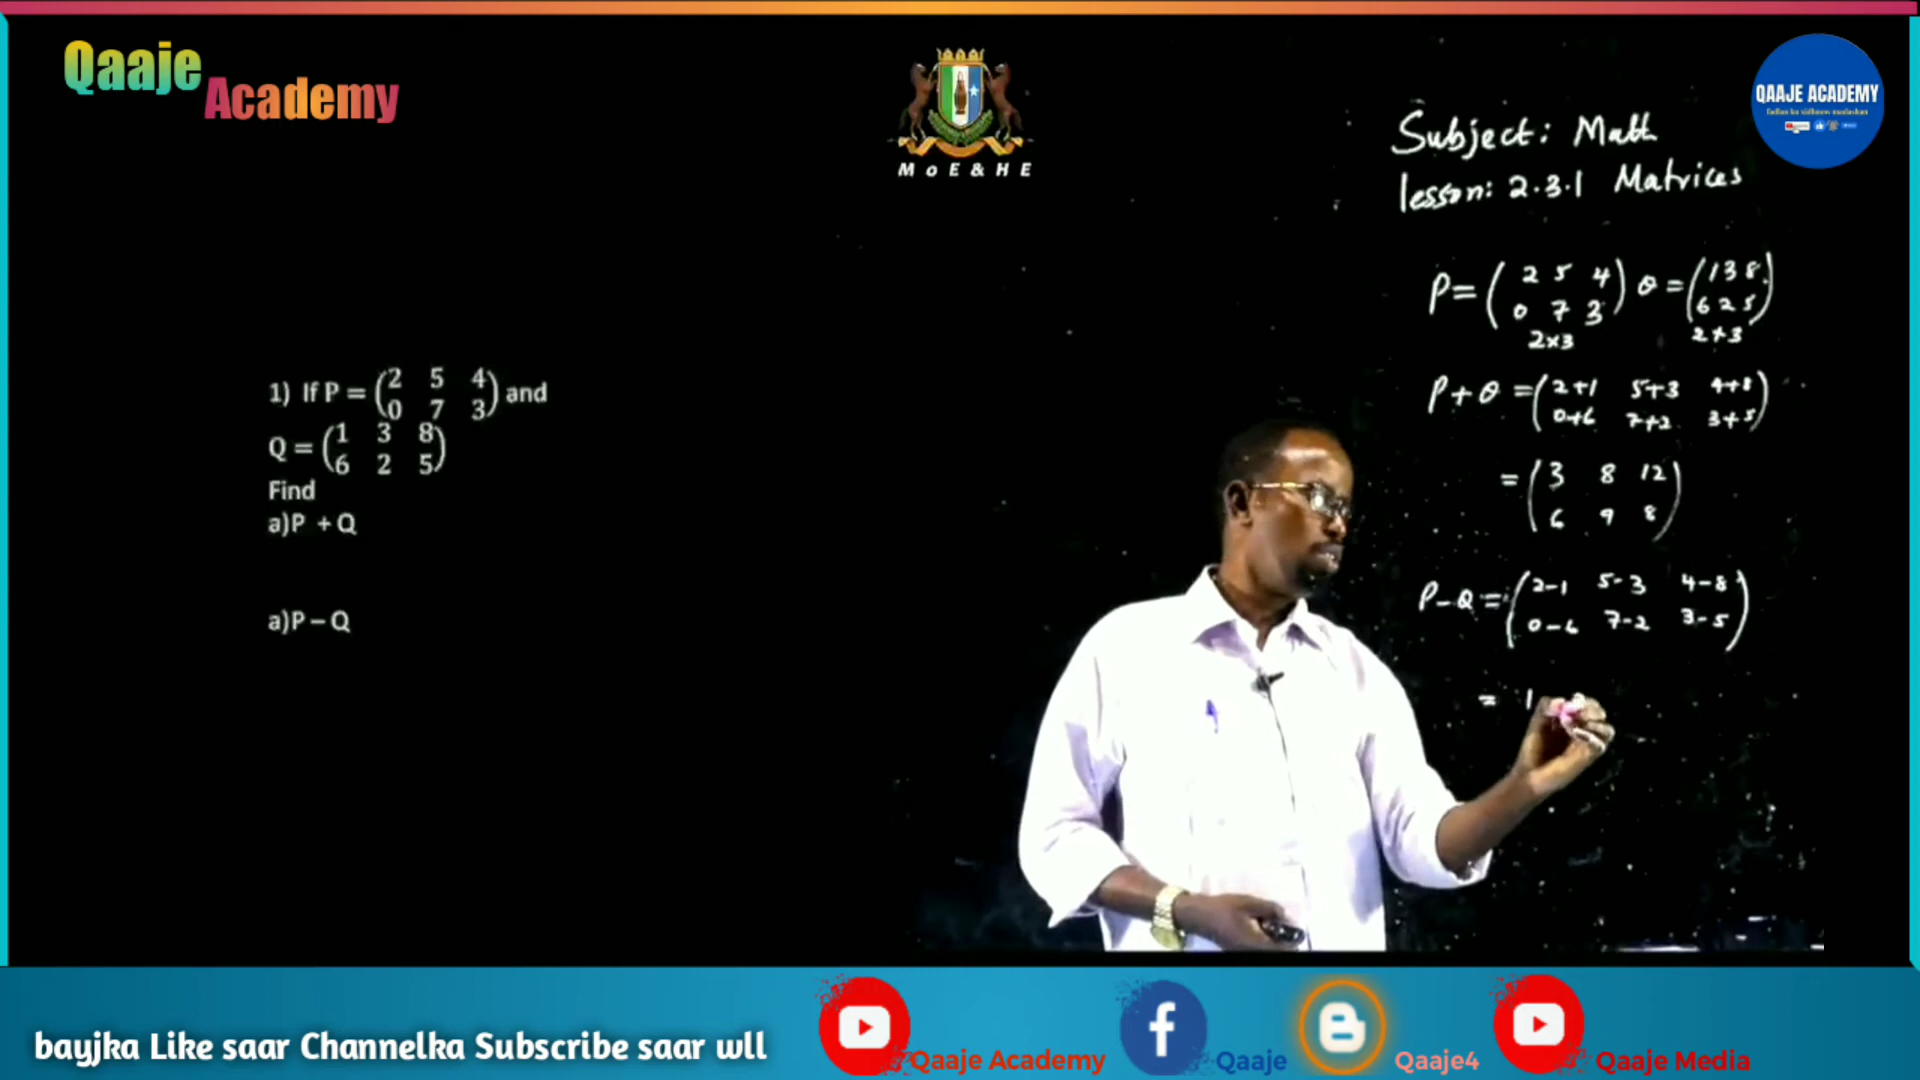 Qaaje
Academy
M o E & H E
QAAJE ACADEMY
1) If P = (2 5 4
0 7 3) and
Q = (1 3 8
6 2 5)
Find
a)P + Q
a)P – Q
Subject: Math
lesson: 2.3.1 Matrices
P = (2 5 4
0 7 3) Q = (1 3 8
6 2 5)
2×3 2×3
P + Q = (2+1 5+3 4+8
0+6 7+2 3+5)
= (3 8 12
6 9 8)
P - Q = (2-1 5-3 4-8
0-6 7-2 3-5)
= 1
bayjka Like saar Channelka Subscribe saar wll
Qaaje Academy
Qaaje
Qaaje4
Qaaje Media